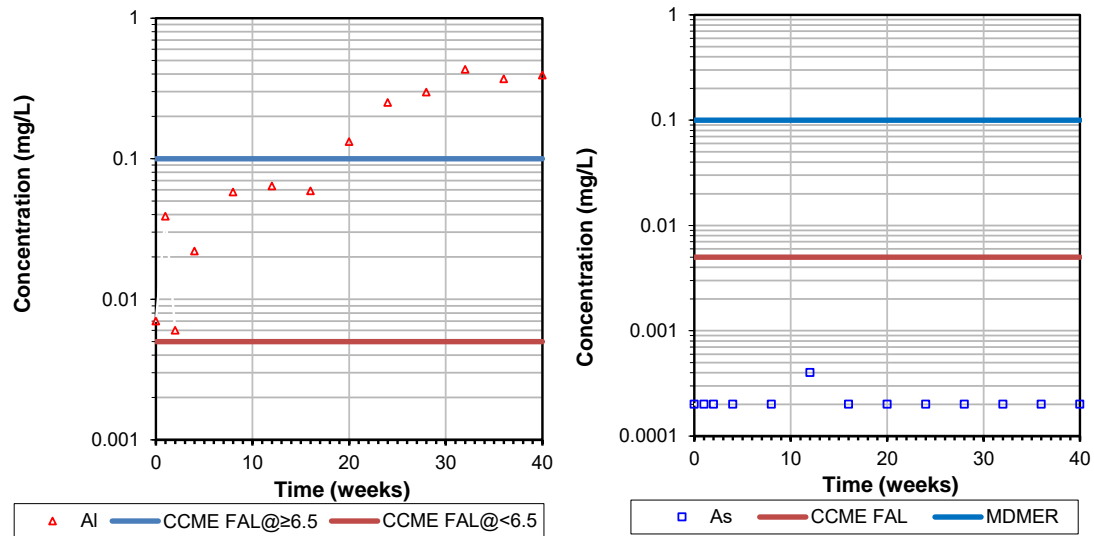 Concentration (mg/L)
1
0.1
0.01
0.001
0
10
20
30
40
Time (weeks)
Al
CCME FAL@≥6.5
CCME FAL@<6.5
Concentration (mg/L)
1
0.1
0.01
0.001
0.0001
0
10
20
30
40
Time (weeks)
As
CCME FAL
MDMER